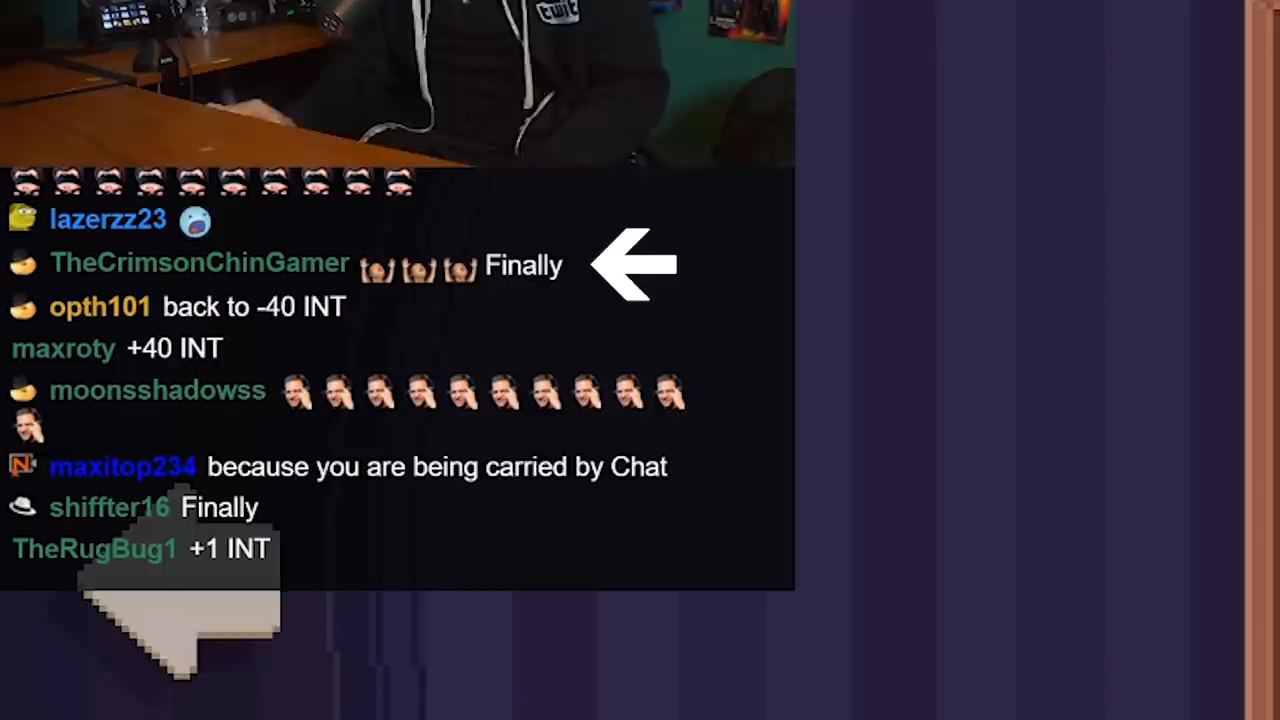 twit
lazerzz23
TheCrimsonChinGamer Finally
opth101 back to -40 INT
maxroty +40 INT
moonsshadowss
maxitop234 because you are being carried by Chat
shiffter16 Finally
TheRugBug1 +1 INT